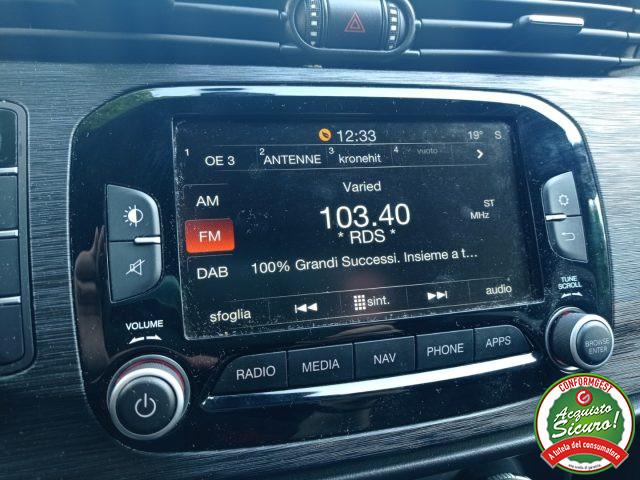 12:33
19° S
1 OE 3
2 ANTENNE
3 kronehit
4 vuoto
>
Varied
AM
103.40
ST
MHz
FM
* RDS *
DAB
100% Grandi Successi. Insieme a t...
sfoglia
sint.
audio
VOLUME
TUNE
SCROLL
RADIO
MEDIA
NAV
PHONE
APPS
BROWSE
ENTER
CONFORMGEST
Acquisto
Sicuro!
A tutela del consumatore